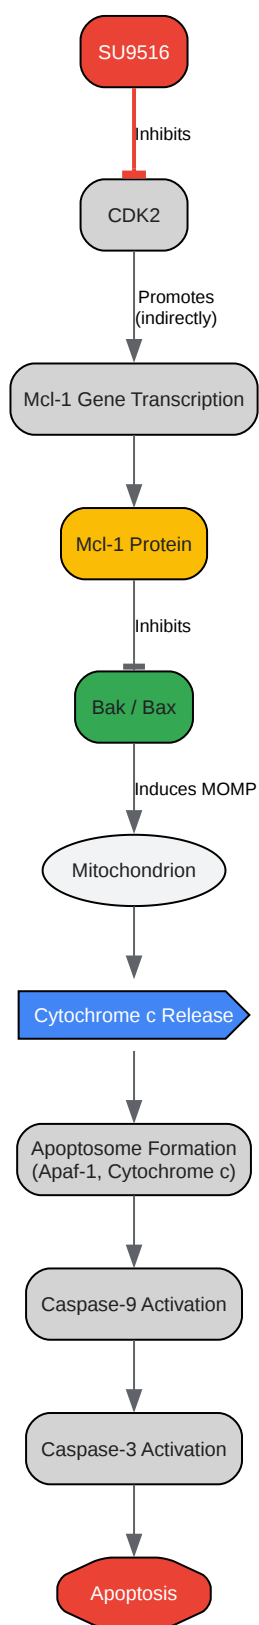 SU9516
Inhibits
CDK2
Promotes
(indirectly)
Mcl-1 Gene Transcription
Mcl-1 Protein
Inhibits
Bak / Bax
Induces MOMP
Mitochondrion
Cytochrome c Release
Apoptosome Formation
(Apaf-1, Cytochrome c)
Caspase-9 Activation
Caspase-3 Activation
Apoptosis